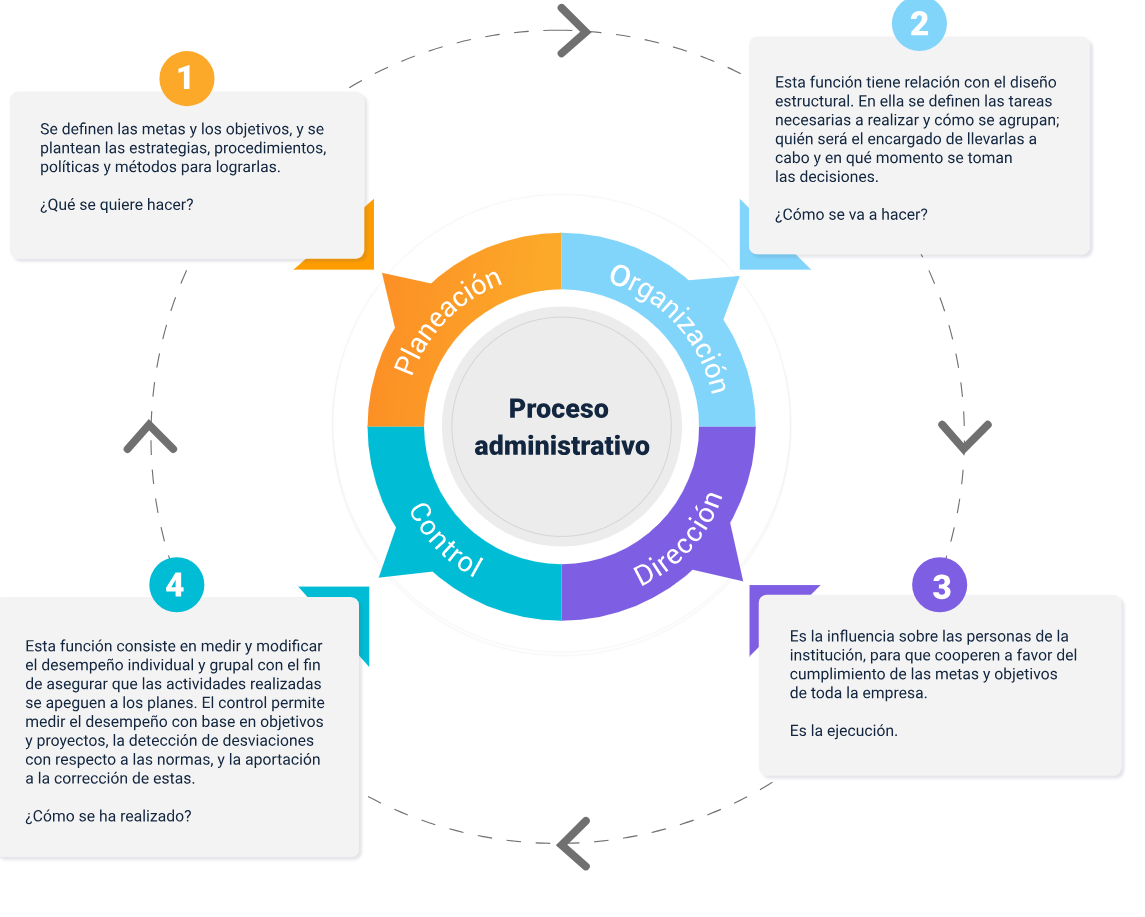 1
Se definen las metas y los objetivos, y se
plantean las estrategias, procedimientos,
políticas y métodos para lograrlas.
¿Qué se quiere hacer?
2
Esta función tiene relación con el diseño
estructural. En ella se definen las tareas
necesarias a realizar y cómo se agrupan;
quién será el encargado de llevarlas a
cabo y en qué momento se toman
las decisiones.
¿Cómo se va a hacer?
Planeación
Organización
Proceso
administrativo
Control
Dirección
3
Es la influencia sobre las personas de la
institución, para que cooperen a favor del
cumplimiento de las metas y objetivos
de toda la empresa.
Es la ejecución.
4
Esta función consiste en medir y modificar
el desempeño individual y grupal con el fin
de asegurar que las actividades realizadas
se apeguen a los planes. El control permite
medir el desempeño con base en objetivos
y proyectos, la detección de desviaciones
con respecto a las normas, y la aportación
a la corrección de estas.
¿Cómo se ha realizado?